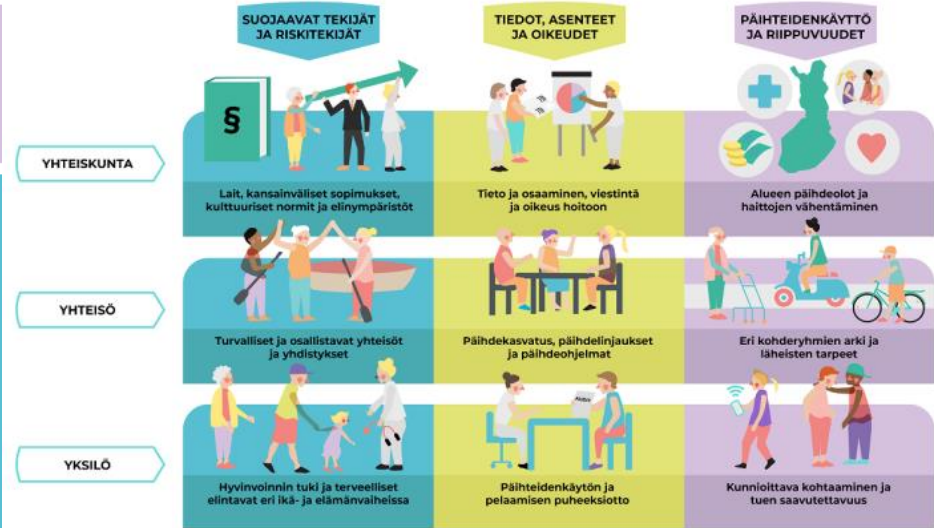 SUOJAAVAT TEKIJÄT
JA RISKITEKIJÄT
TIEDOT, ASENTEET
JA OIKEUDET
PÄIHTEIDENKÄYTTÖ
JA RIIPPUVUUDET
§
YHTEISKUNTA
Lait, kansainväliset sopimukset,
kulttuuriset normit ja elinympäristöt
Tieto ja osaaminen, viestintä
ja oikeus hoitoon
Alueen päihdeolot ja
haittojen vähentäminen
YHTEISÖ
Turvalliset ja osallistavat yhteisöt
ja yhdistykset
Päihdekasvatus, päihdelinjaukset
ja päihdeohjelmat
Eri kohderyhmien arki ja
läheisten tarpeet
AUDIT
YKSILÖ
Hyvinvoinnin tuki ja terveelliset
elintavat eri ikä- ja elämänvaiheissa
Päihteidenkäytön ja
pelaamisen puheeksiotto
Kunnioittava kohtaaminen ja
tuen saavutettavuus